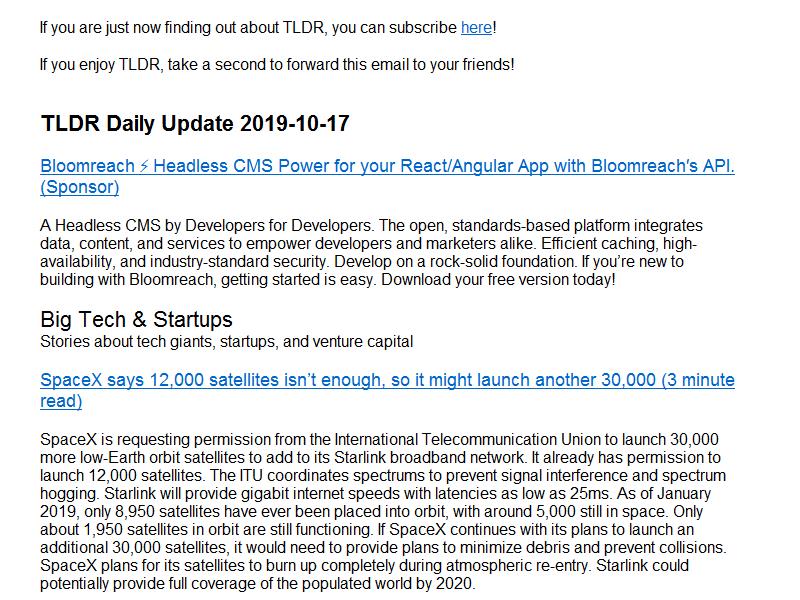 If you are just now finding out about TLDR, you can subscribe here!
If you enjoy TLDR, take a second to forward this email to your friends!
TLDR Daily Update 2019-10-17
Bloomreach ⚡ Headless CMS Power for your React/Angular App with Bloomreach's API.
(Sponsor)
A Headless CMS by Developers for Developers. The open, standards-based platform integrates
data, content, and services to empower developers and marketers alike. Efficient caching, high-
availability, and industry-standard security. Develop on a rock-solid foundation. If you’re new to
building with Bloomreach, getting started is easy. Download your free version today!
Big Tech & Startups
Stories about tech giants, startups, and venture capital
SpaceX says 12,000 satellites isn’t enough, so it might launch another 30,000 (3 minute
read)
SpaceX is requesting permission from the International Telecommunication Union to launch 30,000
more low-Earth orbit satellites to add to its Starlink broadband network. It already has permission to
launch 12,000 satellites. The ITU coordinates spectrums to prevent signal interference and spectrum
hogging. Starlink will provide gigabit internet speeds with latencies as low as 25ms. As of January
2019, only 8,950 satellites have ever been placed into orbit, with around 5,000 still in space. Only
about 1,950 satellites in orbit are still functioning. If SpaceX continues with its plans to launch an
additional 30,000 satellites, it would need to provide plans to minimize debris and prevent collisions.
SpaceX plans for its satellites to burn up completely during atmospheric re-entry. Starlink could
potentially provide full coverage of the populated world by 2020.